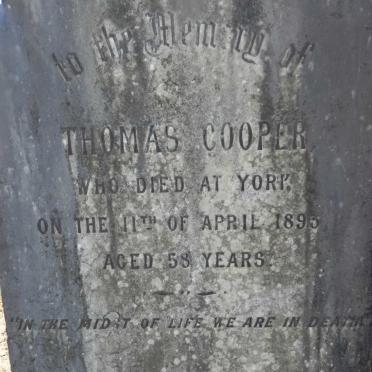 to the Memory of
THOMAS COOPER
WHO DIED AT YORK
ON THE 11TH OF APRIL 1895
AGED 58 YEARS.
"IN THE MIDST OF LIFE WE ARE IN DEATH"